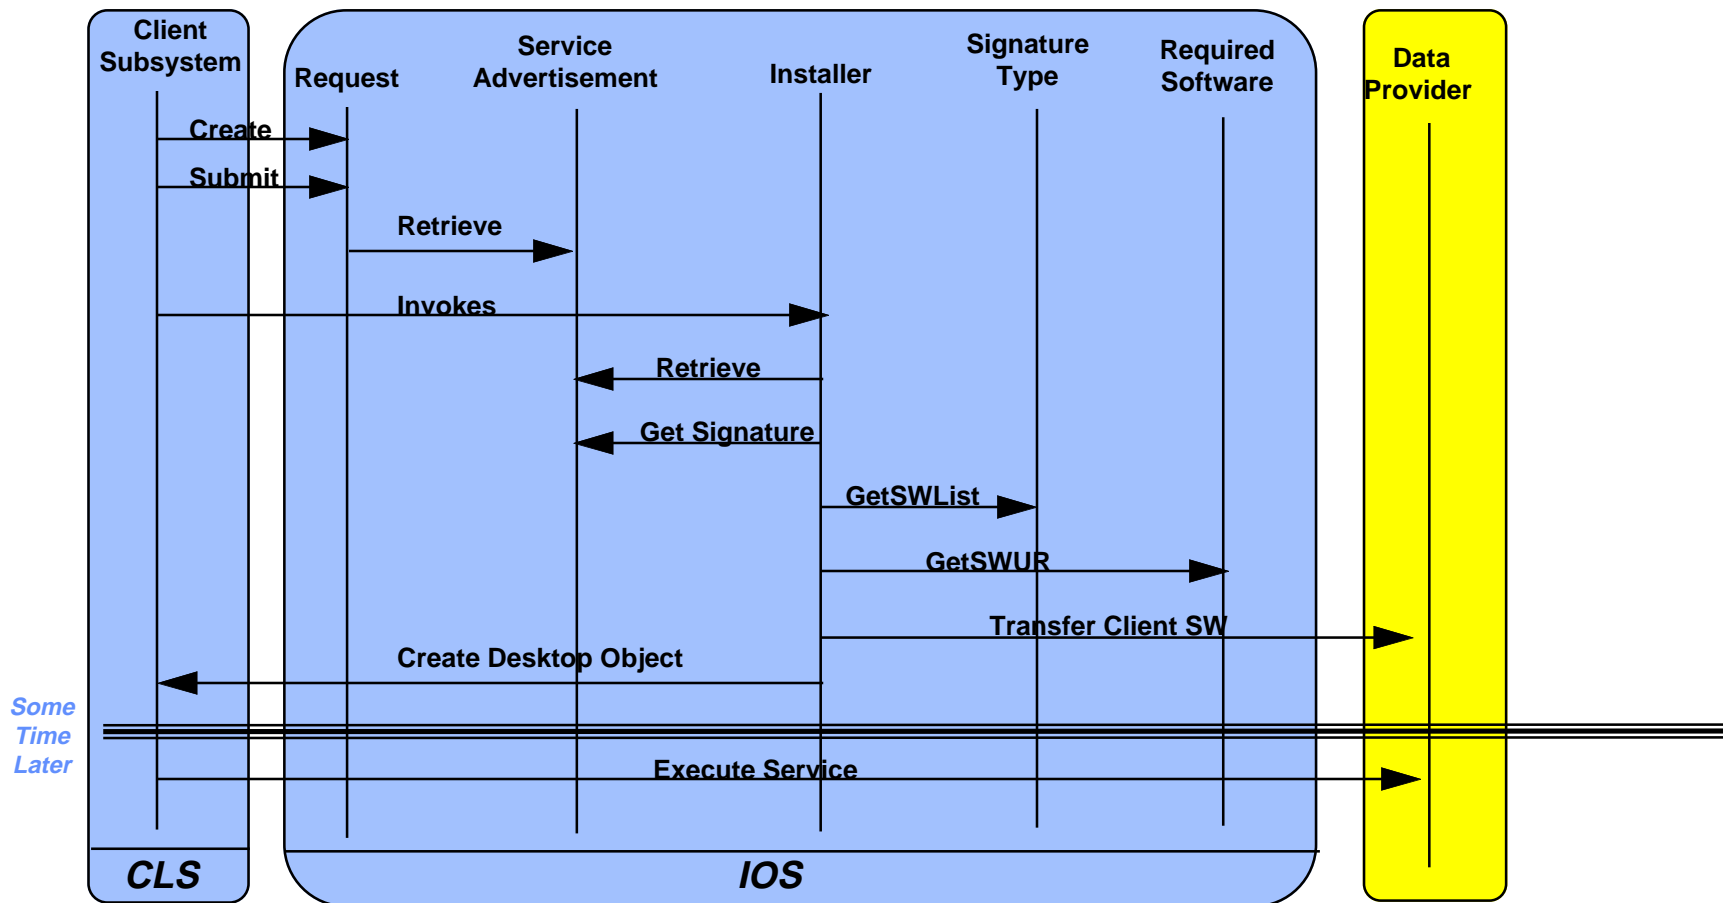 Client
Subsystem
Request
Service
Advertisement
Installer
Signature
Type
Required
Software
Data
Provider
Create
Submit
Retrieve
Invokes
Retrieve
Get Signature
GetSWList
GetSWUR
Transfer Client SW
Create Desktop Object
Some
Time
Later
Execute Service
CLS
IOS